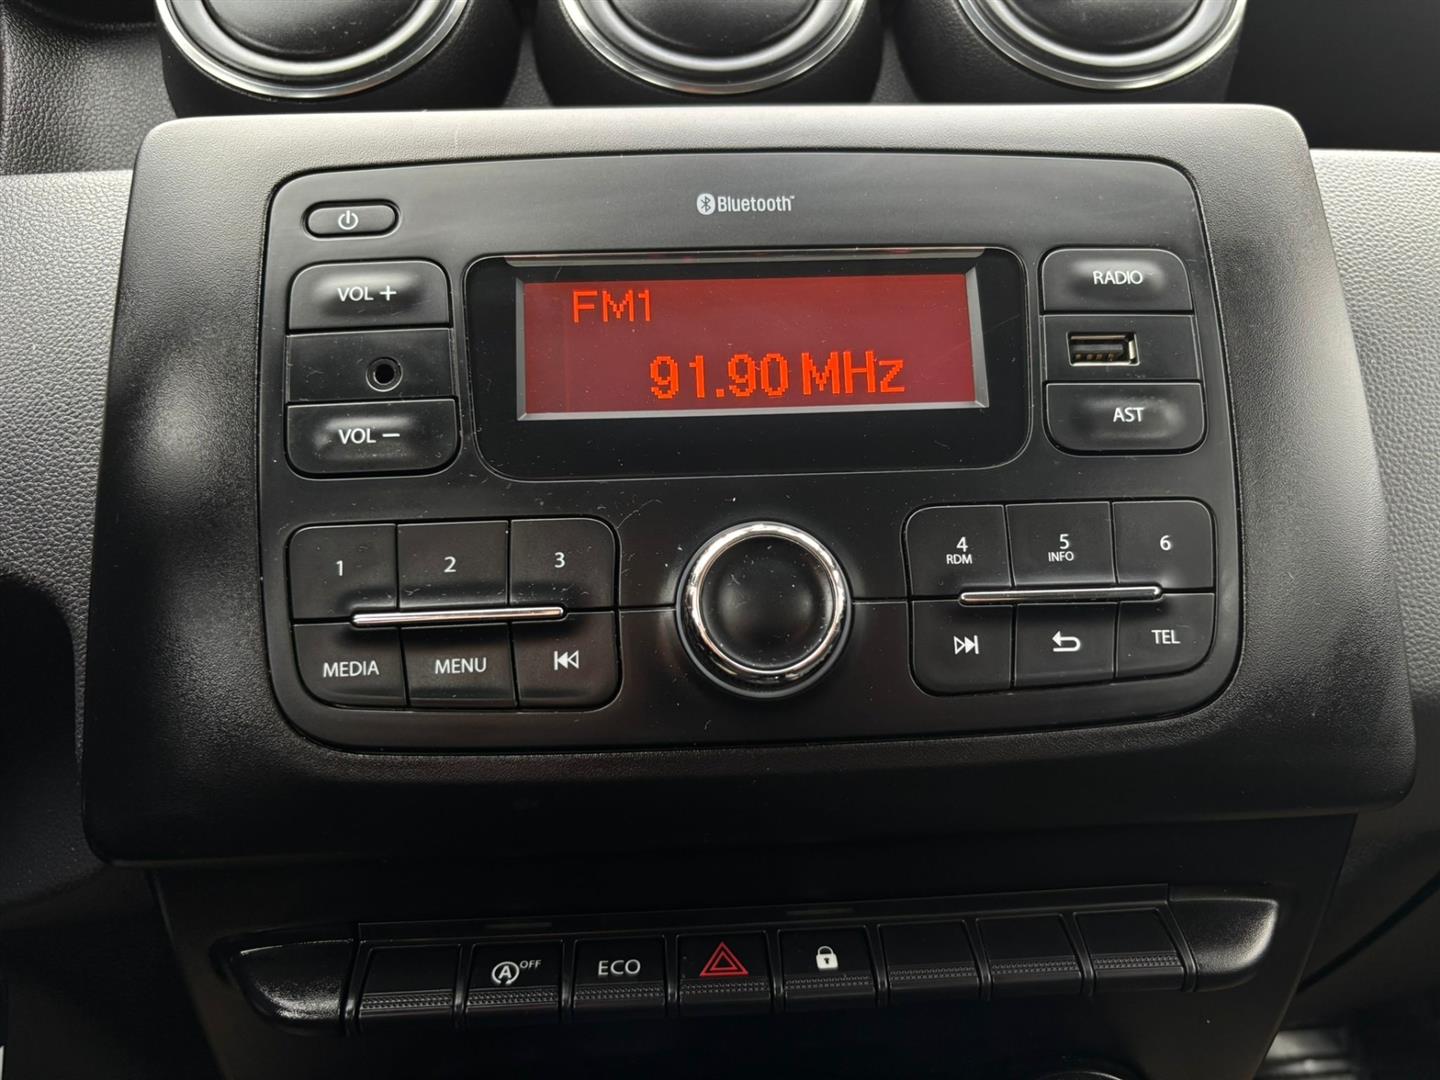 Bluetooth™
VOL +
VOL −
FM1
91.90 MHz
RADIO
AST
1
2
3
MEDIA
MENU
4
RDM
5
INFO
6
TEL
A OFF
ECO